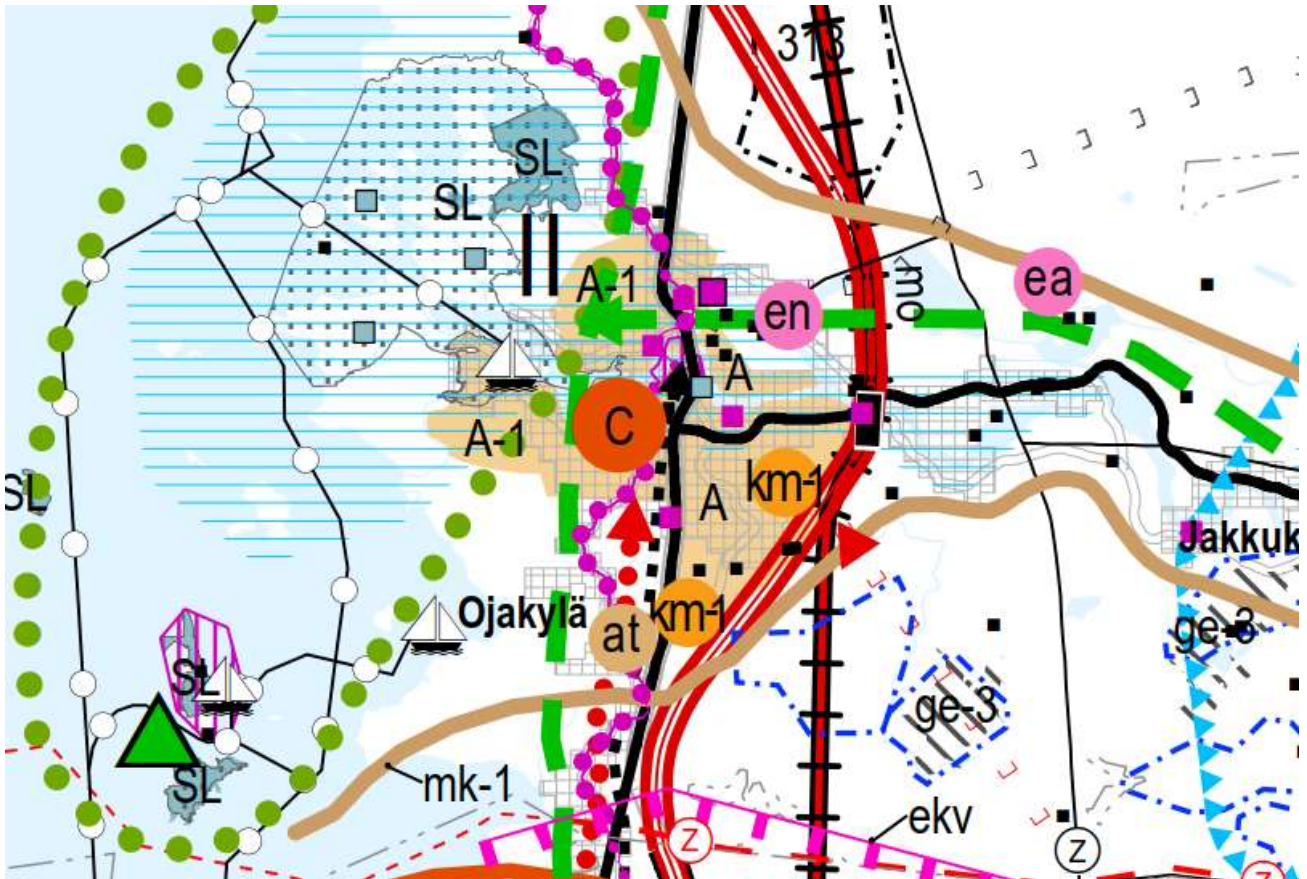 313
SL
SL
mo
ea
A-1
en
A
C
A-1
km-1
SL
A
Jakkuk
Ojakylä
km-1
at
ge-3
SL
ge-3
mk-1
SL
ekv
Z
Z
Z